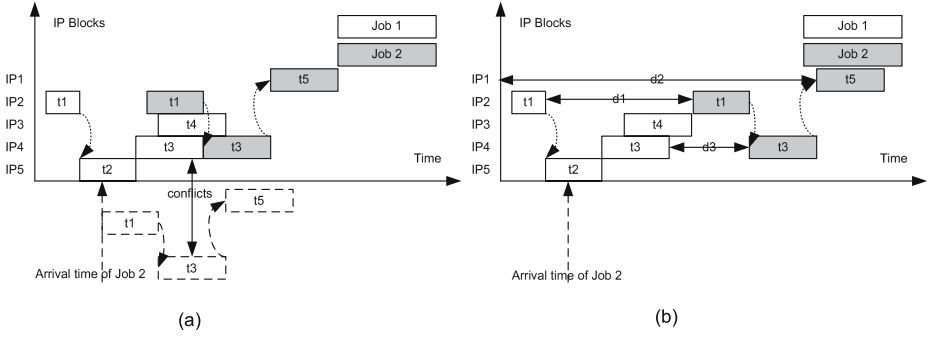 IP Blocks
Job 1
Job 2
IP1
t5
IP2
t1
t1
IP3
t4
IP4
t3
t3
Time
IP5
t2
conflicts
t5
t1
t3
Arrival time of Job 2
(a)
IP Blocks
Job 1
Job 2
IP1
d2
t5
IP2
t1
d1
t1
IP3
t4
IP4
t3
d3
t3
Time
IP5
t2
Arrival time of Job 2
(b)